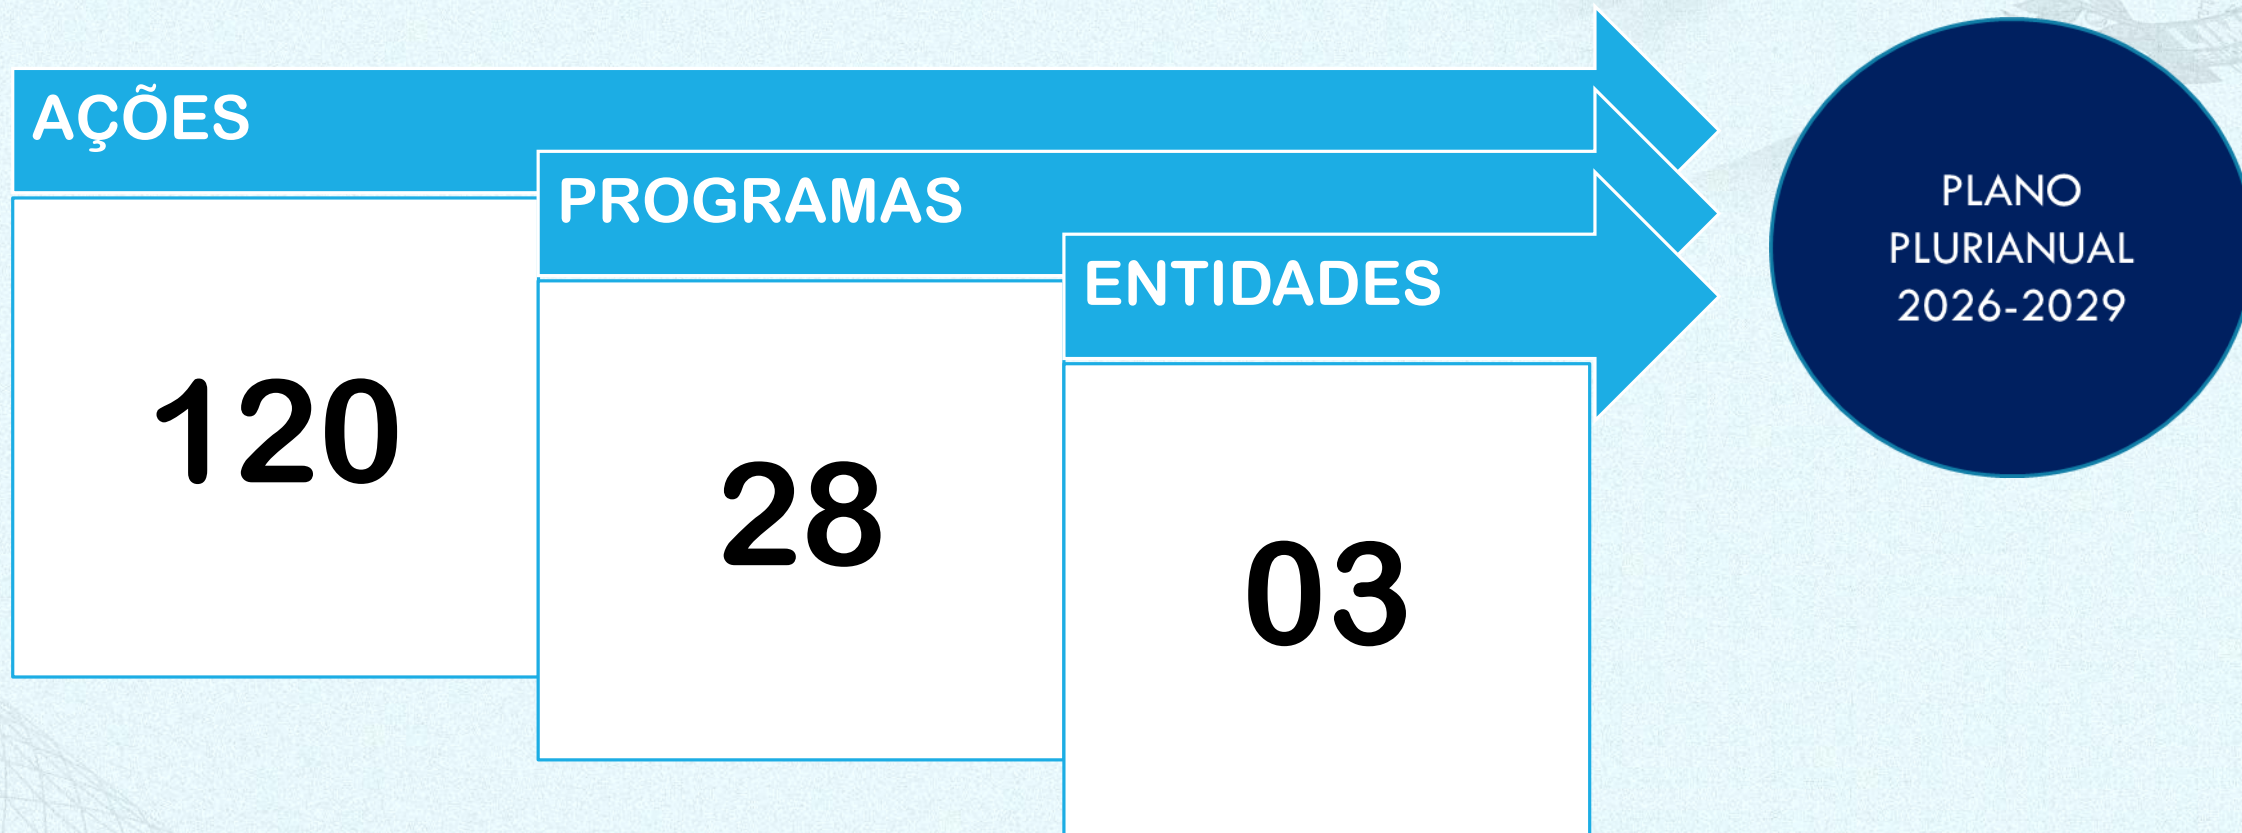 AÇÕES
120
PROGRAMAS
28
ENTIDADES
03
PLANO
PLURIANUAL
2026-2029